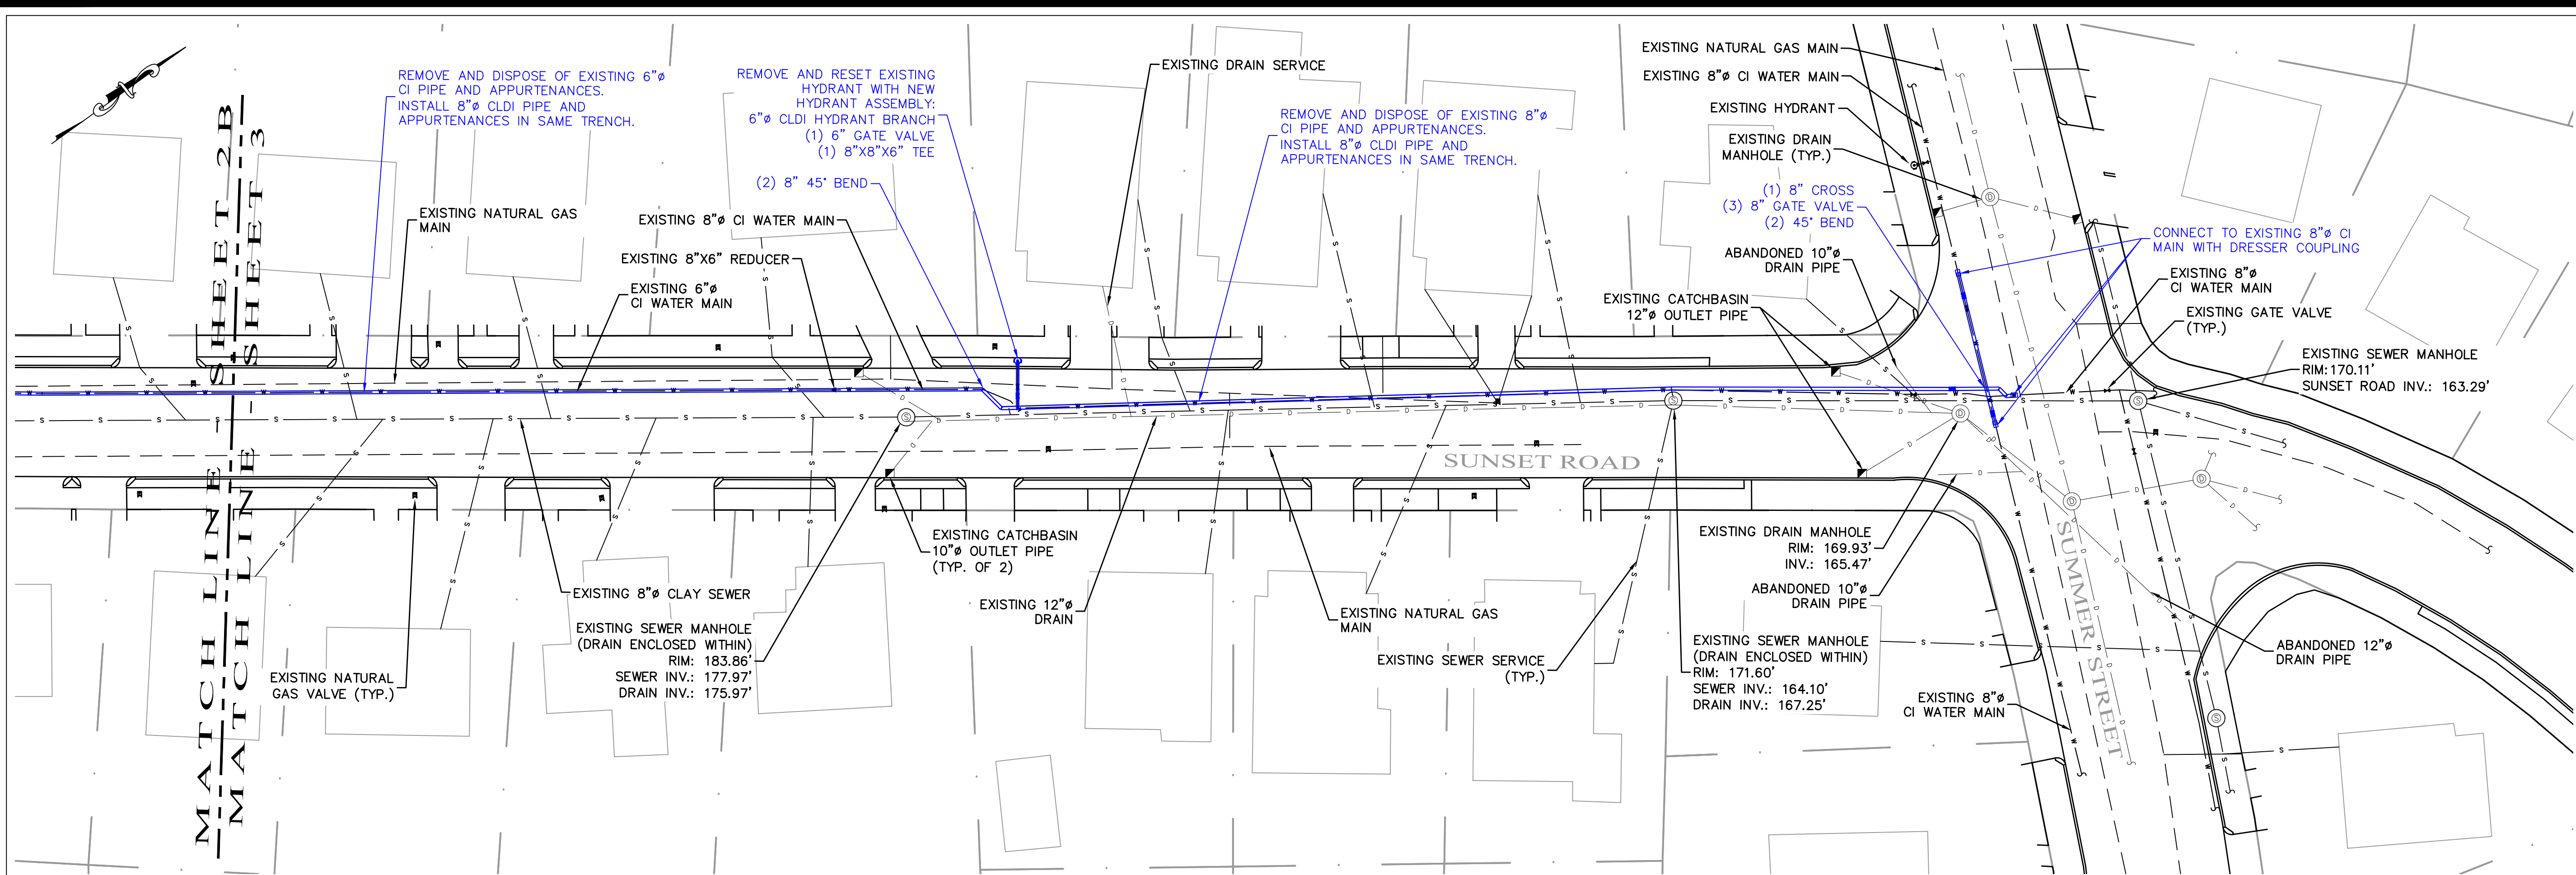 REMOVE AND DISPOSE OF EXISTING 6"ø
CI PIPE AND APPURTENANCES.
INSTALL 8"ø CLDI PIPE AND
APPURTENANCES IN SAME TRENCH.
REMOVE AND RESET EXISTING
HYDRANT WITH NEW
HYDRANT ASSEMBLY:
6"ø CLDI HYDRANT BRANCH
(1) 6" GATE VALVE
(1) 8"X8"X6" TEE
(2) 8" 45° BEND
EXISTING DRAIN SERVICE
REMOVE AND DISPOSE OF EXISTING 8"ø
CI PIPE AND APPURTENANCES.
INSTALL 8"ø CLDI PIPE AND
APPURTENANCES IN SAME TRENCH.
EXISTING NATURAL GAS MAIN
EXISTING 8"ø CI WATER MAIN
EXISTING HYDRANT
EXISTING DRAIN
MANHOLE (TYP.)
(1) 8" CROSS
(3) 8" GATE VALVE
(2) 45° BEND
ABANDONED 10"ø
DRAIN PIPE
EXISTING CATCHBASIN
12"ø OUTLET PIPE
CONNECT TO EXISTING 8"ø CI
MAIN WITH DRESSER COUPLING
EXISTING 8"ø
CI WATER MAIN
EXISTING GATE VALVE
(TYP.)
EXISTING SEWER MANHOLE
RIM:170.11'
SUNSET ROAD INV.: 163.29'
EXISTING NATURAL GAS
MAIN
EXISTING 8"ø CI WATER MAIN
EXISTING 8"X6" REDUCER
EXISTING 6"ø
CI WATER MAIN
MATCH LINE - SHEET 2B
MATCH LINE - SHEET 3
SUNSET ROAD
SUMMER STREET
EXISTING NATURAL
GAS VALVE (TYP.)
EXISTING 8"ø CLAY SEWER
EXISTING SEWER MANHOLE
(DRAIN ENCLOSED WITHIN)
RIM: 183.86'
SEWER INV.: 177.97'
DRAIN INV.: 175.97'
EXISTING CATCHBASIN
10"ø OUTLET PIPE
(TYP. OF 2)
EXISTING 12"ø
DRAIN
EXISTING NATURAL GAS
MAIN
EXISTING SEWER SERVICE
(TYP.)
EXISTING DRAIN MANHOLE
RIM: 169.93'
INV.: 165.47'
ABANDONED 10"ø
DRAIN PIPE
EXISTING SEWER MANHOLE
(DRAIN ENCLOSED WITHIN)
RIM: 171.60'
SEWER INV.: 164.10'
DRAIN INV.: 167.25'
EXISTING 8"ø
CI WATER MAIN
ABANDONED 12"ø
DRAIN PIPE